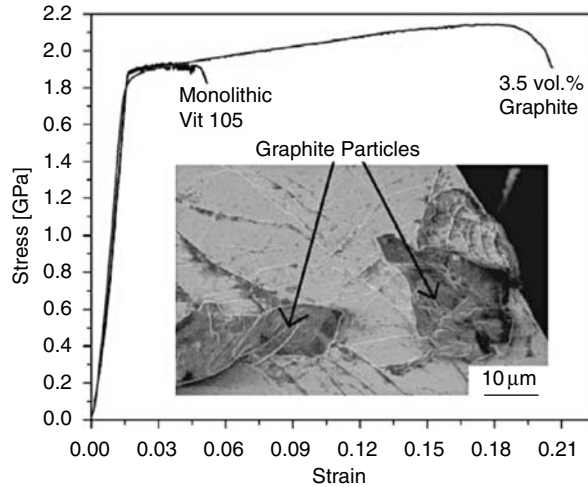 2.2
2.0
1.8
1.6
1.4
1.2
1.0
0.8
0.6
0.4
0.2
0.0
Stress [GPa]
Monolithic
Vit 105
3.5 vol.%
Graphite
Graphite Particles
10 µm
0.00 0.03 0.06 0.09 0.12 0.15 0.18 0.21
Strain